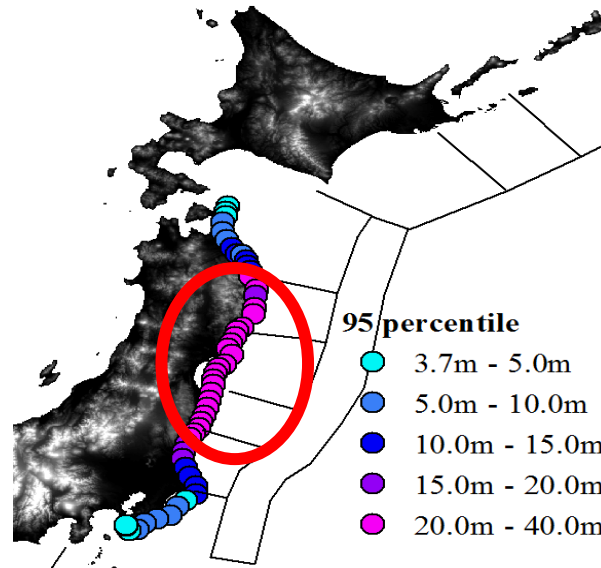 95 percentile
3.7m - 5.0m
5.0m - 10.0m
10.0m - 15.0m
15.0m - 20.0m
20.0m - 40.0m